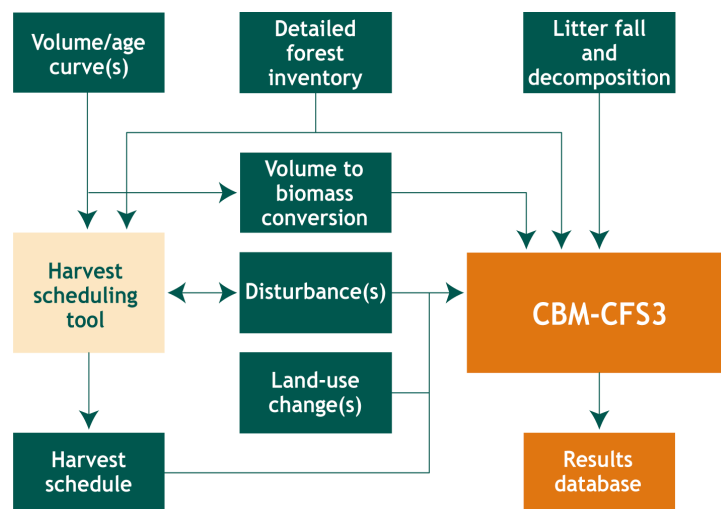 Volume/age
curve(s)
Detailed
forest
inventory
Litter fall
and
decomposition
Volume to
biomass
conversion
Harvest
scheduling
tool
Disturbance(s)
CBM-CFS3
Land-use
change(s)
Harvest
schedule
Results
database